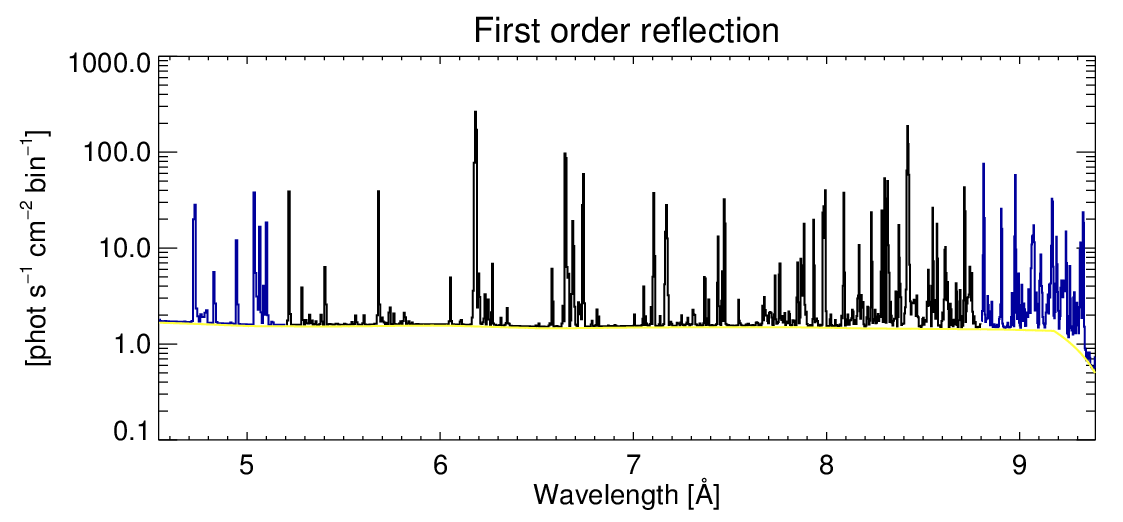 First order reflection
[phot s⁻¹ cm⁻² bin⁻¹]
1000.0
100.0
10.0
1.0
0.1
5 6 7 8 9
Wavelength [Å]